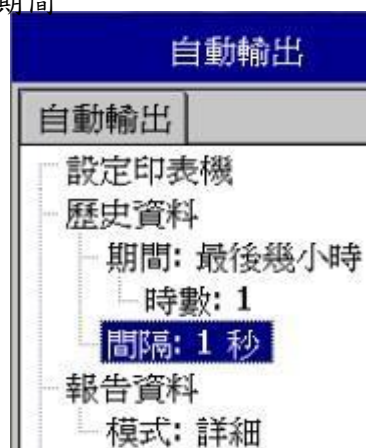 期間
自動輸出
自動輸出
設定印表機
歷史資料
期間: 最後幾小時
時數: 1
間隔: 1 秒
報告資料
模式: 詳細